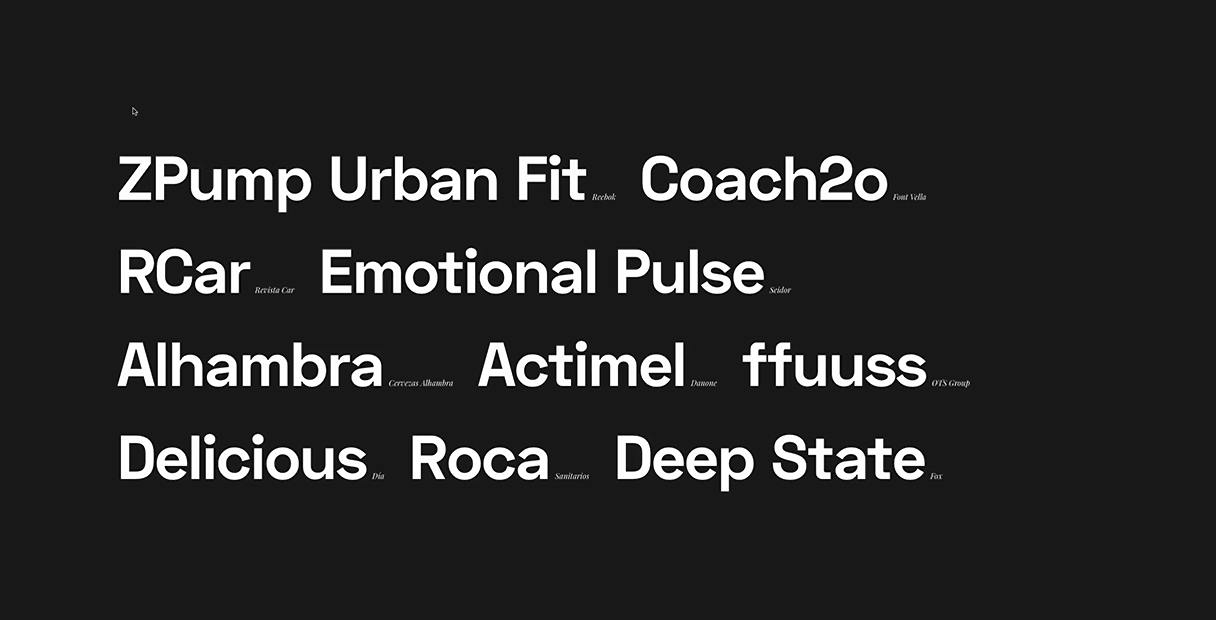 ZPump Urban Fit Reebok Coach2o Font Vella
RCar Revista Car Emotional Pulse Seidor
Alhambra Cervezas Alhambra Actimel Danone ffuuss OTS Group
Delicious Dia Roca Sanitarios Deep State Fox